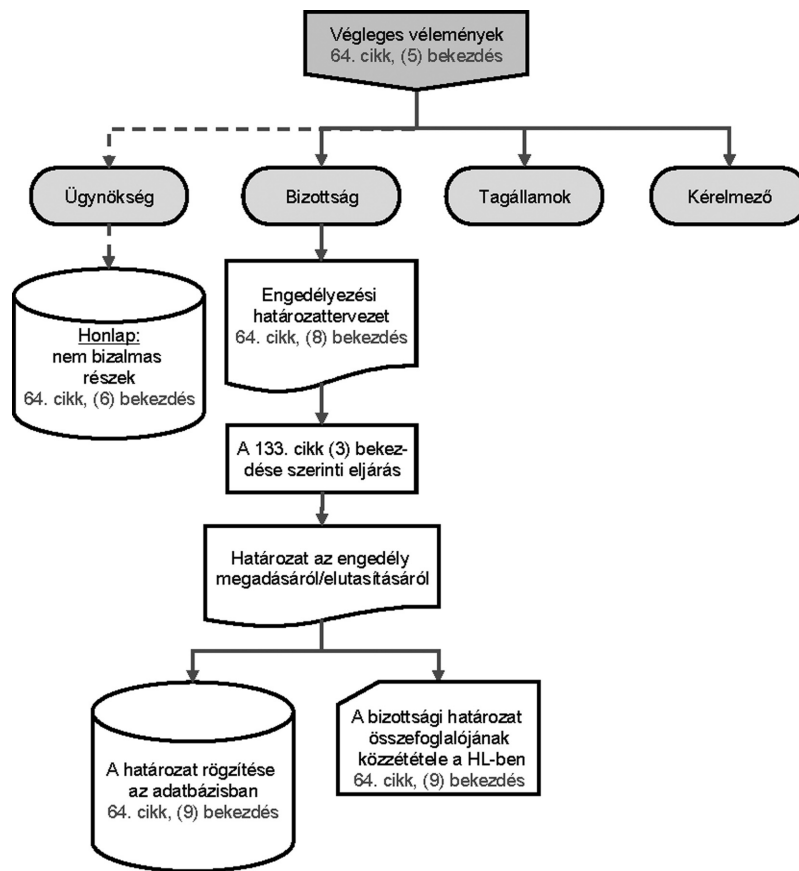 Végleges vélemények
64. cikk, (5) bekezdés
Ügynökség
Bizottság
Tagállamok
Kérelmező
Honlap:
nem bizalmas
részek
64. cikk, (6) bekezdés
Engedélyezési
határozattervezet
64. cikk, (8) bekezdés
A 133. cikk (3) bekez-
dése szerinti eljárás
Határozat az engedély
megadásáról/elutasításáról
A határozat rögzítése
az adatbázisban
64. cikk, (9) bekezdés
A bizottsági határozat
összefoglalójának
közzététele a HL-ben
64. cikk, (9) bekezdés